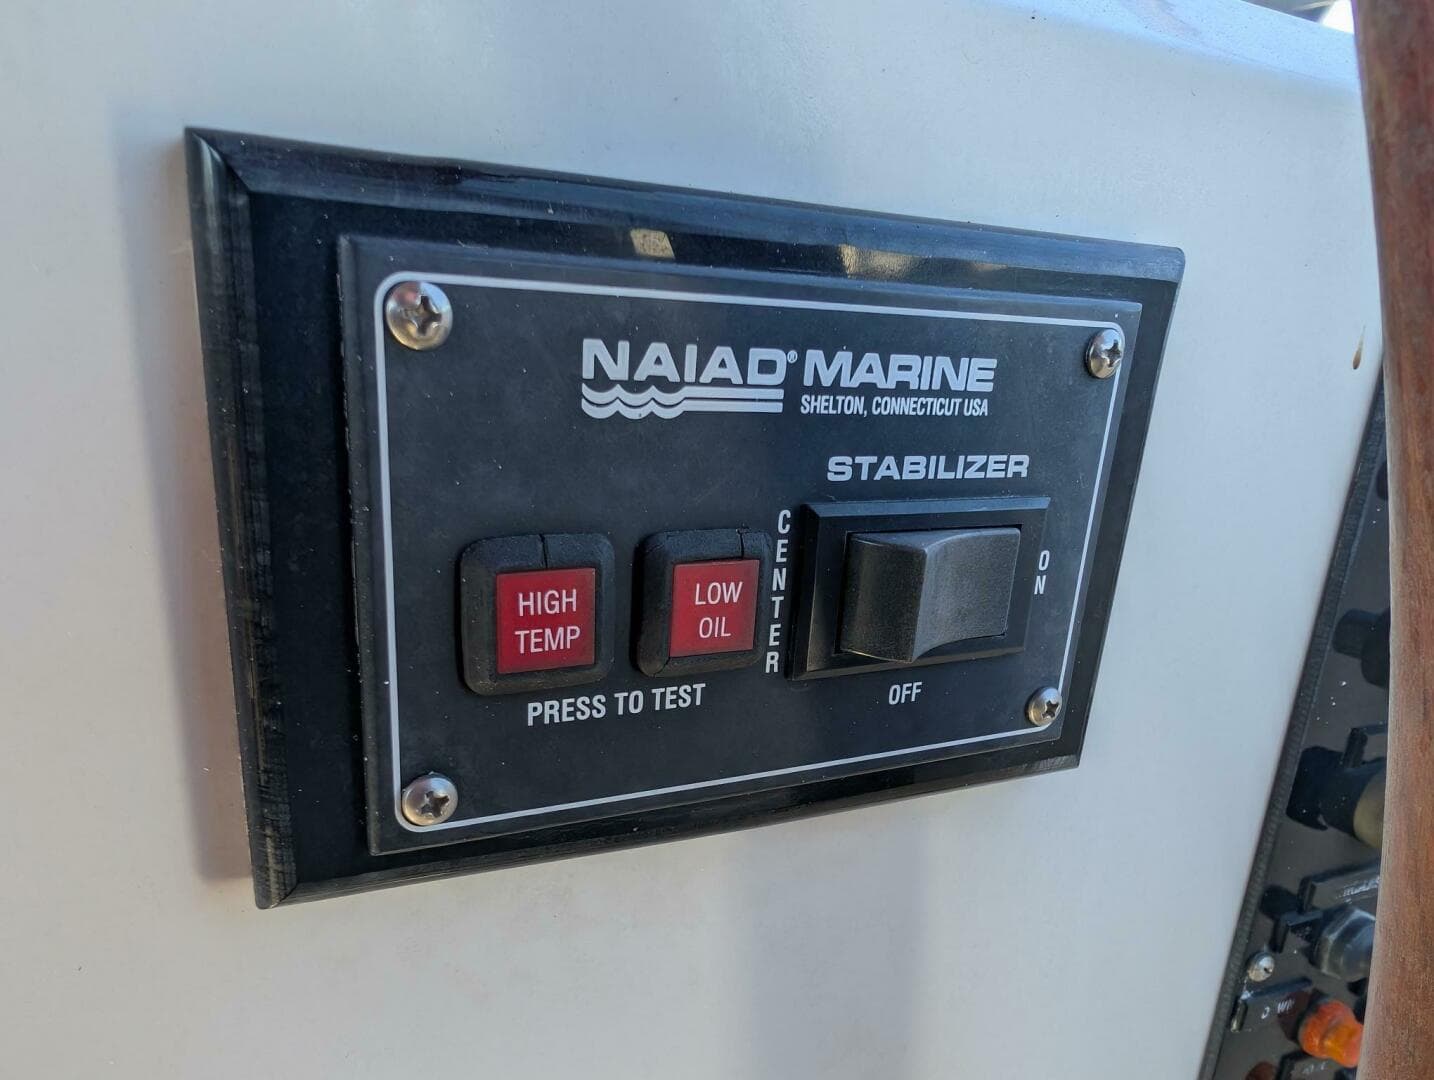 NAIAD® MARINE
SHELTON, CONNECTICUT USA
STABILIZER
HIGH
TEMP
LOW
OIL
CENTER
ON
PRESS TO TEST
OFF